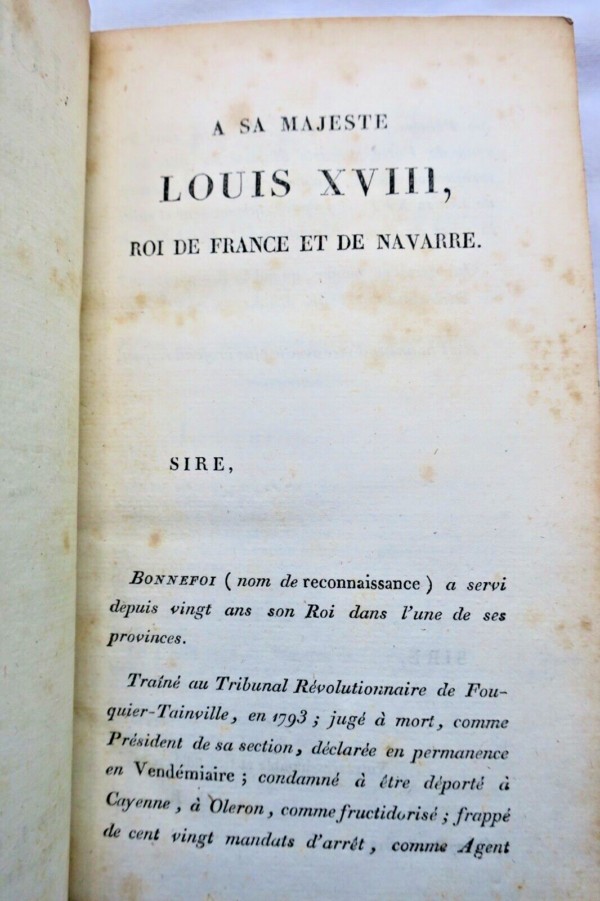 A SA MAJESTE
LOUIS XVIII,
ROI DE FRANCE ET DE NAVARRE.
SIRE,
BONNEFOI ( nom de reconnaissance ) a servi
depuis vingt ans son Roi dans l'une de ses
provinces.
Traîné au Tribunal Révolutionnaire de Fou-
quier-Tainville, en 1793 ; jugé à mort, comme
Président de sa section, déclarée en permanence
en Vendémiaire ; condamné à être déporté à
Cayenne, à Oleron, comme fructidorisé ; frappé
de cent vingt mandats d'arrêt, comme Agent